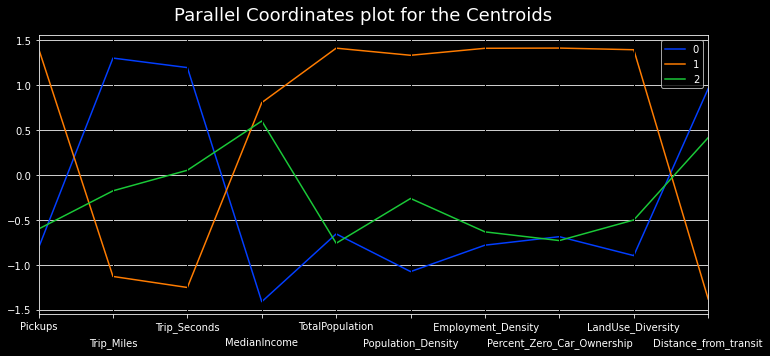 Parallel Coordinates plot for the Centroids
1.5
1.0
0.5
0.0
−0.5
−1.0
−1.5
0
1
2
Pickups
Trip_Miles
Trip_Seconds
MedianIncome
TotalPopulation
Population_Density
Employment_Density
Percent_Zero_Car_Ownership
LandUse_Diversity
Distance_from_transit